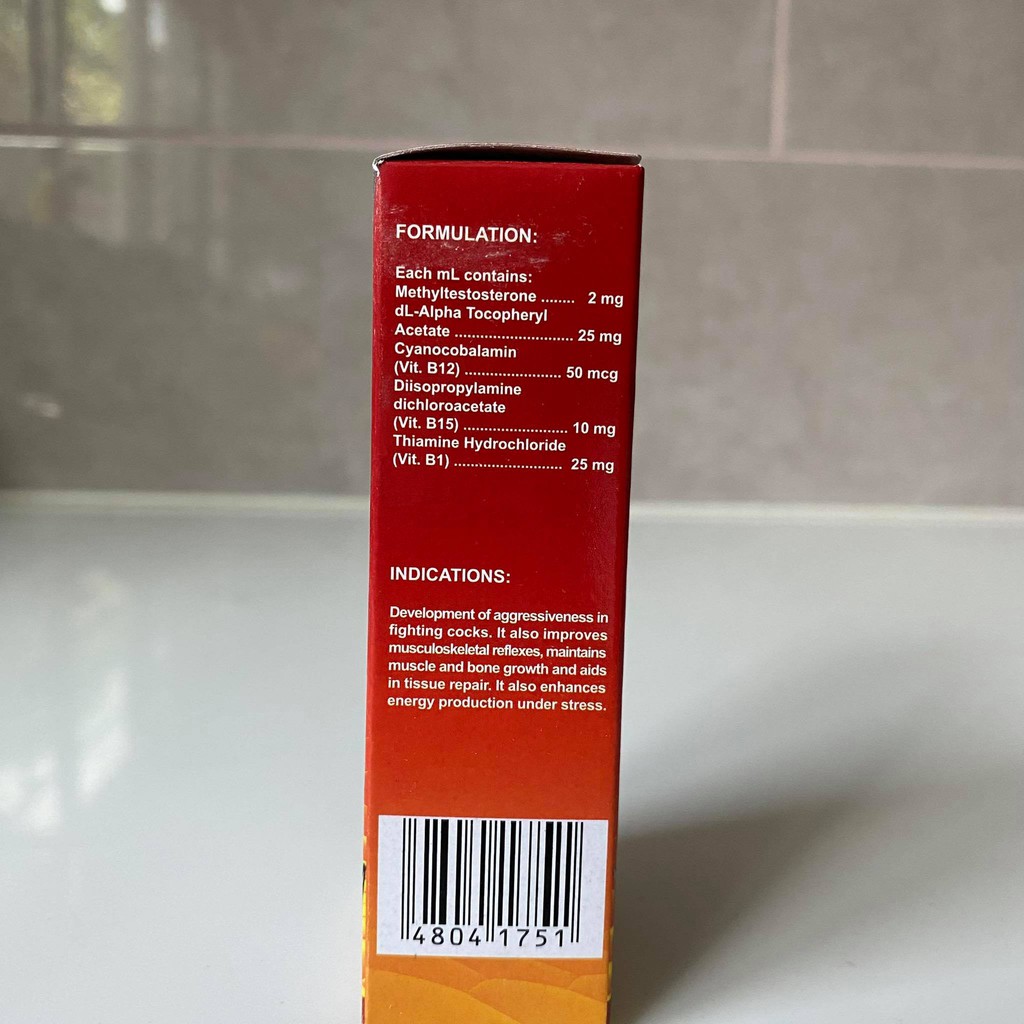 FORMULATION:
Each mL contains:
Methyltestosterone ........ 2 mg
dL-Alpha Tocopheryl
Acetate ............................ 25 mg
Cyanocobalamin
(Vit. B12) ....................... 50 mcg
Diisopropylamine
dichloroacetate
(Vit. B15) ......................... 10 mg
Thiamine Hydrochloride
(Vit. B1) .......................... 25 mg
INDICATIONS:
Development of aggressiveness in
fighting cocks. It also improves
musculoskeletal reflexes, maintains
muscle and bone growth and aids
in tissue repair. It also enhances
energy production under stress.
4804 1751